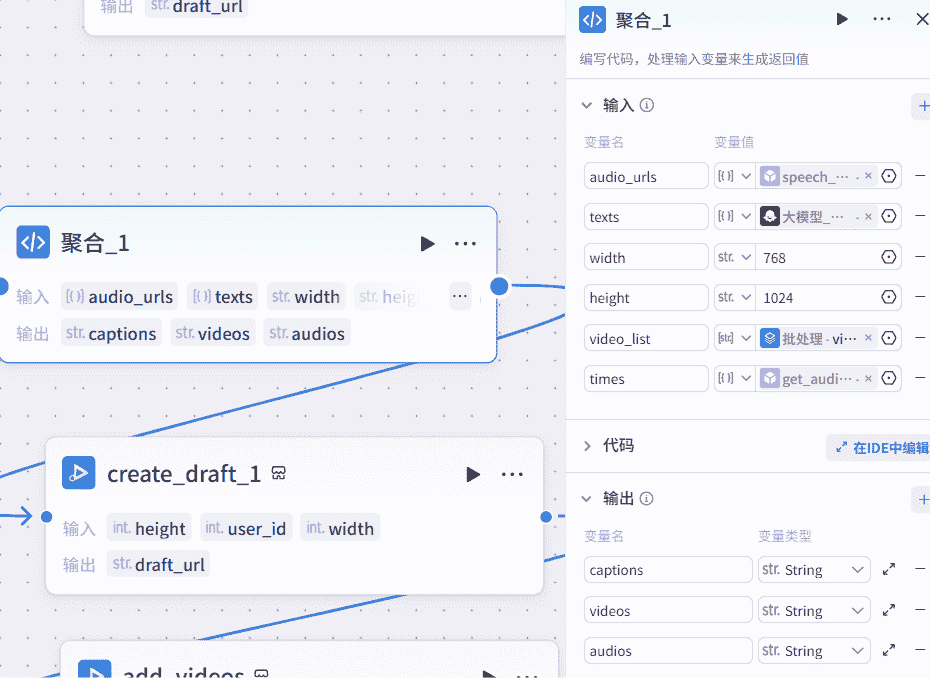 输出 str. draft_url
聚合_1
输入 [()] audio_urls [()] texts str. width str. heig ...
输出 str. captions str. videos str. audios
create_draft_1
输入 int. height int. user_id int. width
输出 str. draft_url
add_videos
聚合_1
编写代码，处理输入变量来生成返回值
输入
变量名 变量值
audio_urls [()] speech_... - ×
texts [()] 大模型_... - ×
width str. 768
height str. 1024
video_list [str] 批处理 - vi... ×
times [()] get_audi... - ×
代码 在IDE中编辑
输出
变量名 变量类型
captions str. String
videos str. String
audios str. String